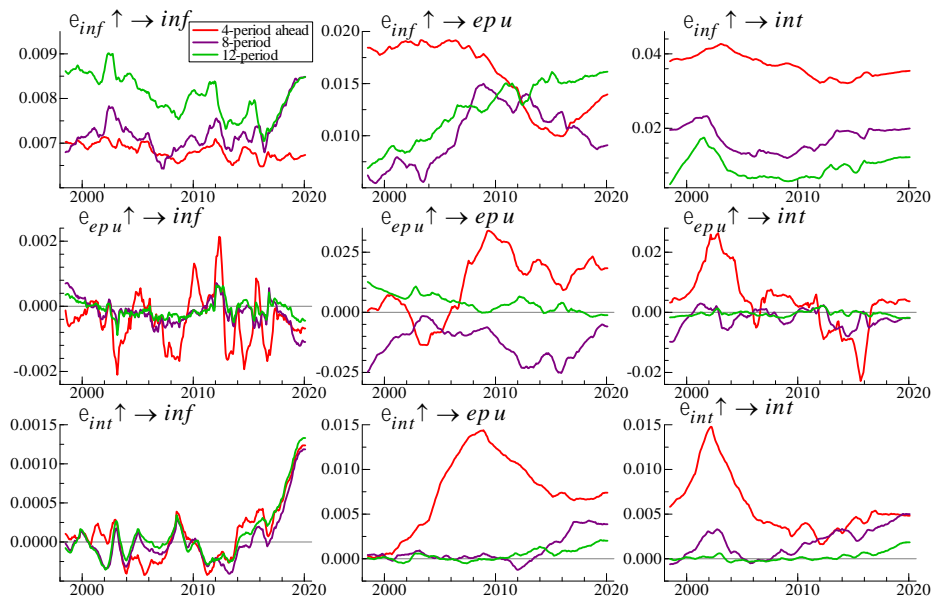 e_inf ↑ → inf
e_inf ↑ → epu
e_inf ↑ → int
4-period ahead
8-period
12-period
0.009
0.008
0.007
2000 2010 2020
0.020
0.015
0.010
2000 2010 2020
0.04
0.02
2000 2010 2020
e_epu ↑ → inf
e_epu ↑ → epu
e_epu ↑ → int
0.002
0.000
-0.002
2000 2010 2020
0.025
0.000
-0.025
2000 2010 2020
0.02
0.00
-0.02
2000 2010 2020
e_int ↑ → inf
e_int ↑ → epu
e_int ↑ → int
0.0015
0.0010
0.0005
0.0000
2000 2010 2020
0.015
0.010
0.005
0.000
2000 2010 2020
0.015
0.010
0.005
0.000
2000 2010 2020